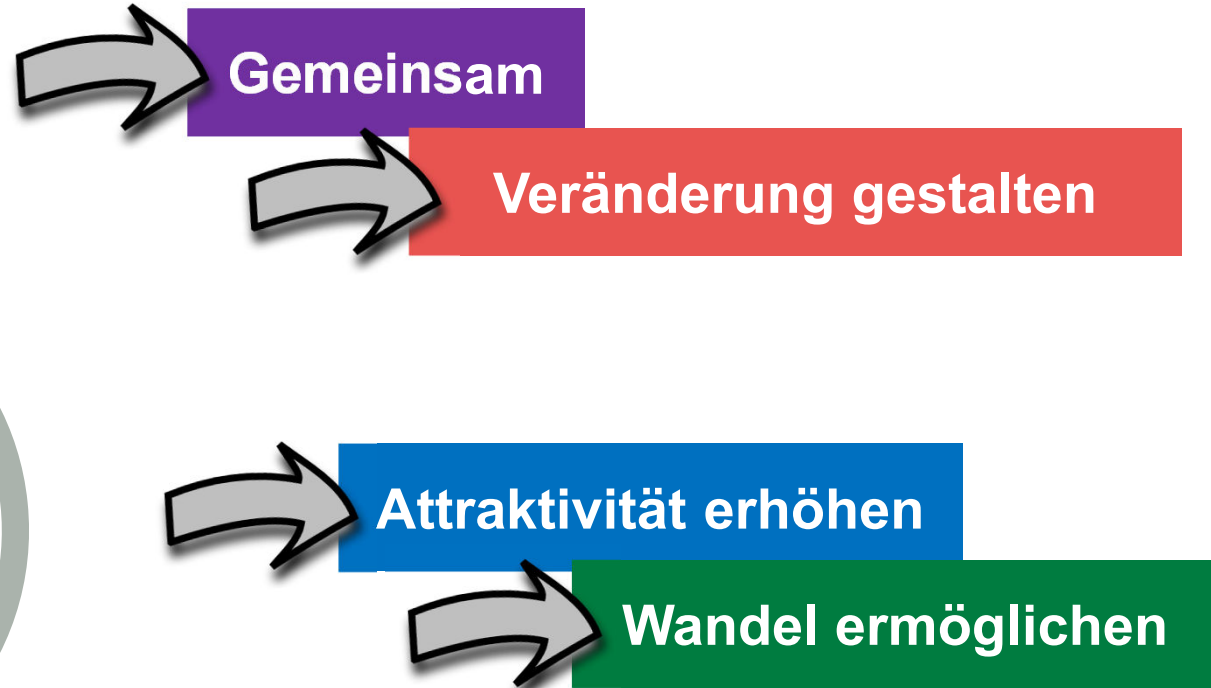 Gemeinsam
Veränderung gestalten
Attraktivität erhöhen
Wandel ermöglichen